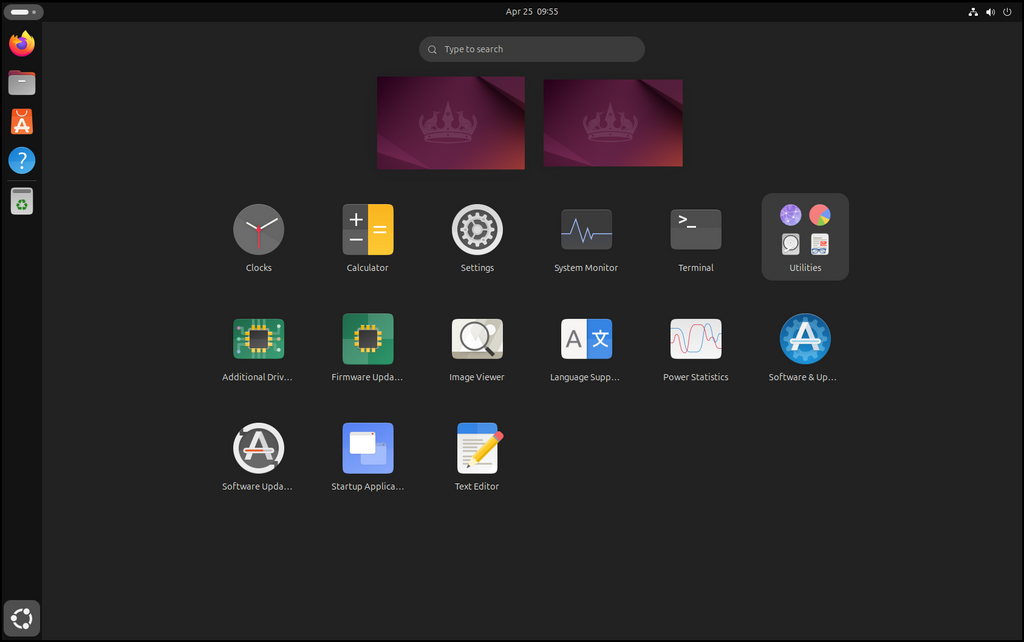 Apr 25 09:55
Type to search
Clocks
Calculator
Settings
System Monitor
>_
Terminal
Utilities
Additional Driv...
Firmware Upda...
Image Viewer
A 文
Language Supp...
Power Statistics
Software & Up...
Software Upda...
Startup Applica...
Text Editor